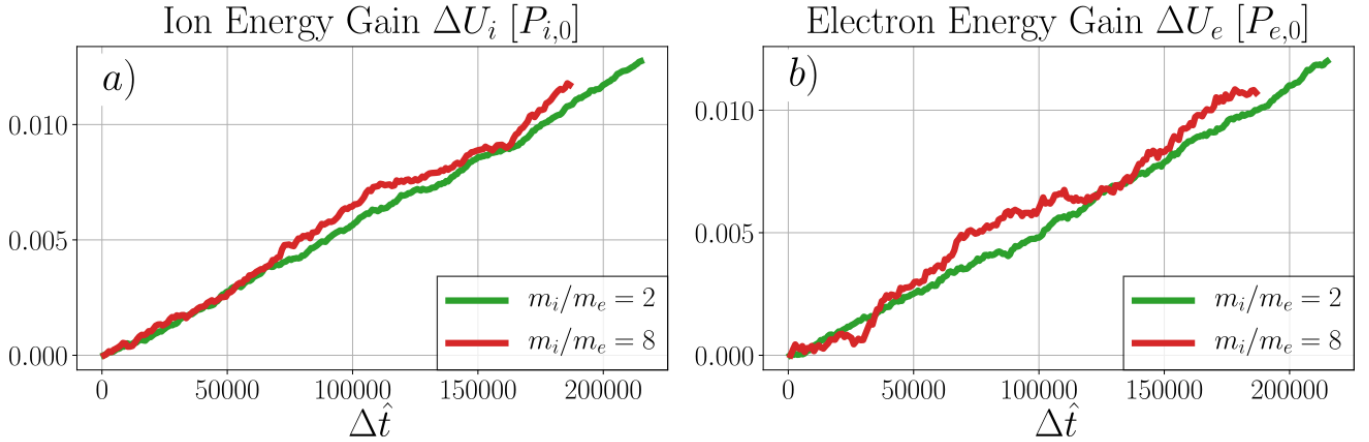 Ion Energy Gain ΔU_i [P_{i,0}]
a)
0.010
0.005
0.000
m_i/m_e = 2
m_i/m_e = 8
0 50000 100000 150000 200000
Δt̂
Electron Energy Gain ΔU_e [P_{e,0}]
b)
0.010
0.005
0.000
m_i/m_e = 2
m_i/m_e = 8
0 50000 100000 150000 200000
Δt̂